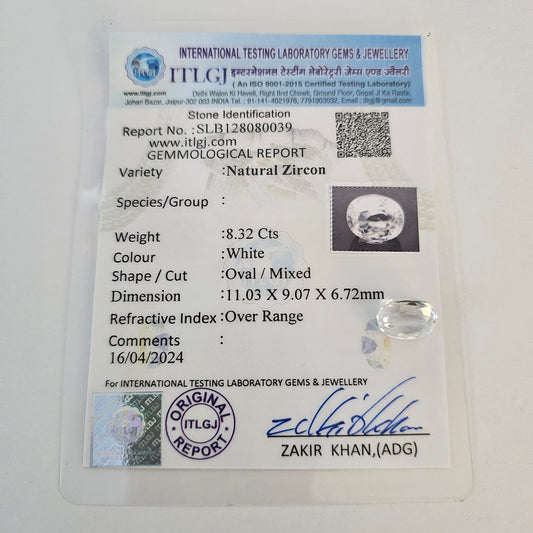 INTERNATIONAL TESTING LABORATORY GEMS & JEWELLERY
ITLGJ इन्टरनेशनल टेस्टींग लेबोरेट्री जेम्स एण्ड ज्वैलरी
( An ISO 9001-2015 Certified Testing Laboratory)
www.itlgj.com Delhi Walon Ki Haveli, Right IInd Chowk, Ground Floor, Gopal Ji Ka Rasta,
Johari Bazar, Jaipur-302 003 INDIA Tel.: 91-141-4021976, 7791903032, Email : itlgj@gmail.com
Stone Identification
Report No. :SLB128080039
www.itlgj.com
GEMMOLOGICAL REPORT
Variety :Natural Zircon
Species/Group :
Weight :8.32 Cts
Colour :White
Shape / Cut :Oval / Mixed
Dimension :11.03 X 9.07 X 6.72mm
Refractive Index :Over Range
Comments :
16/04/2024
For INTERNATIONAL TESTING LABORATORY GEMS & JEWELLERY
ORIGINAL
ITLGJ
REPORT
ZAKIR KHAN,(ADG)